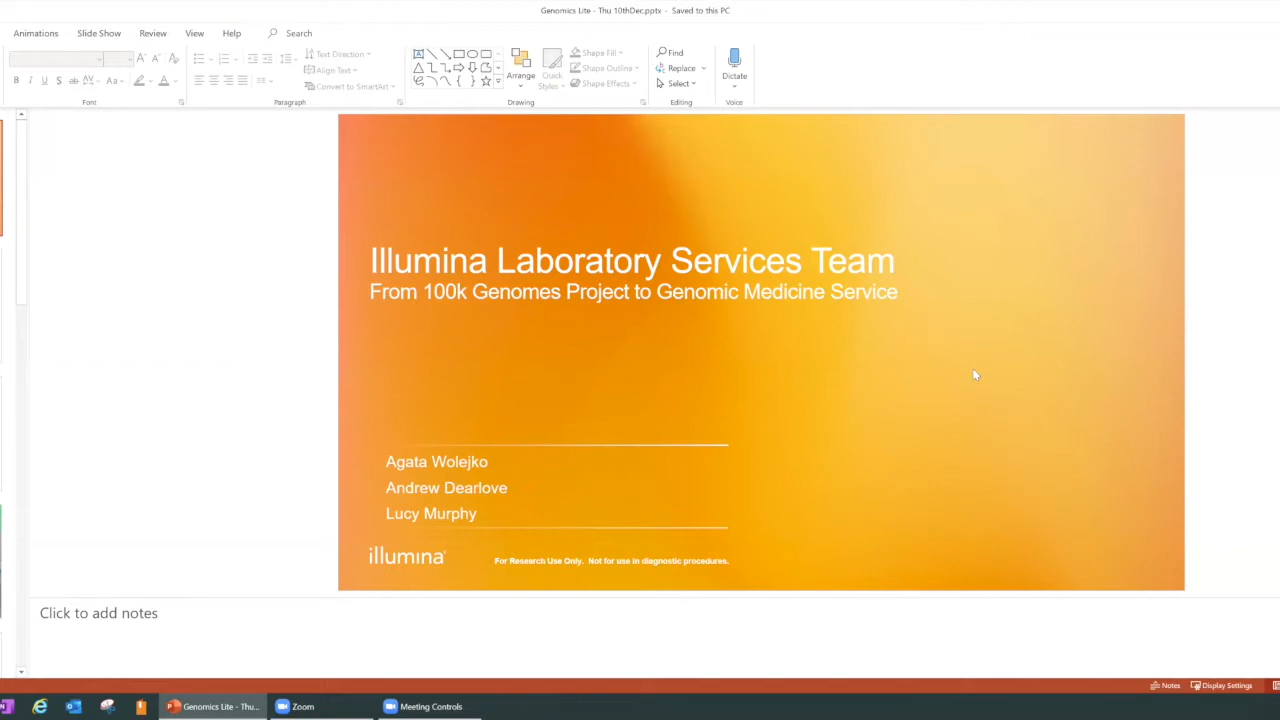 Genomics Lite - Thu 10thDec.pptx - Saved to this PC
Animations Slide Show Review View Help Search
Text Direction
Align Text
Convert to SmartArt
Arrange
Quick Styles
Shape Fill
Shape Outline
Shape Effects
Find
Replace
Select
Dictate
Font Paragraph Drawing Editing Voice
Illumina Laboratory Services Team
From 100k Genomes Project to Genomic Medicine Service
Agata Wolejko
Andrew Dearlove
Lucy Murphy
illumina
For Research Use Only. Not for use in diagnostic procedures.
Click to add notes
Notes Display Settings
Genomics Lite - Thu... Zoom Meeting Controls